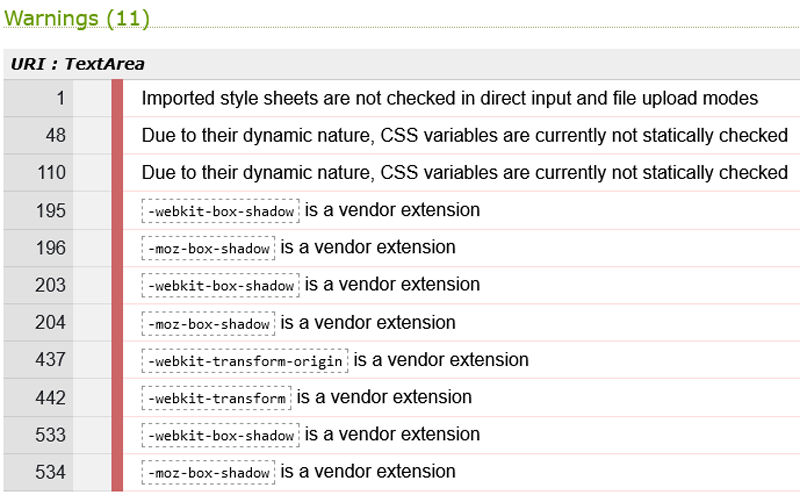 Warnings (11)
URI : TextArea
1 Imported style sheets are not checked in direct input and file upload modes
48 Due to their dynamic nature, CSS variables are currently not statically checked
110 Due to their dynamic nature, CSS variables are currently not statically checked
195 -webkit-box-shadow is a vendor extension
196 -moz-box-shadow is a vendor extension
203 -webkit-box-shadow is a vendor extension
204 -moz-box-shadow is a vendor extension
437 -webkit-transform-origin is a vendor extension
442 -webkit-transform is a vendor extension
533 -webkit-box-shadow is a vendor extension
534 -moz-box-shadow is a vendor extension